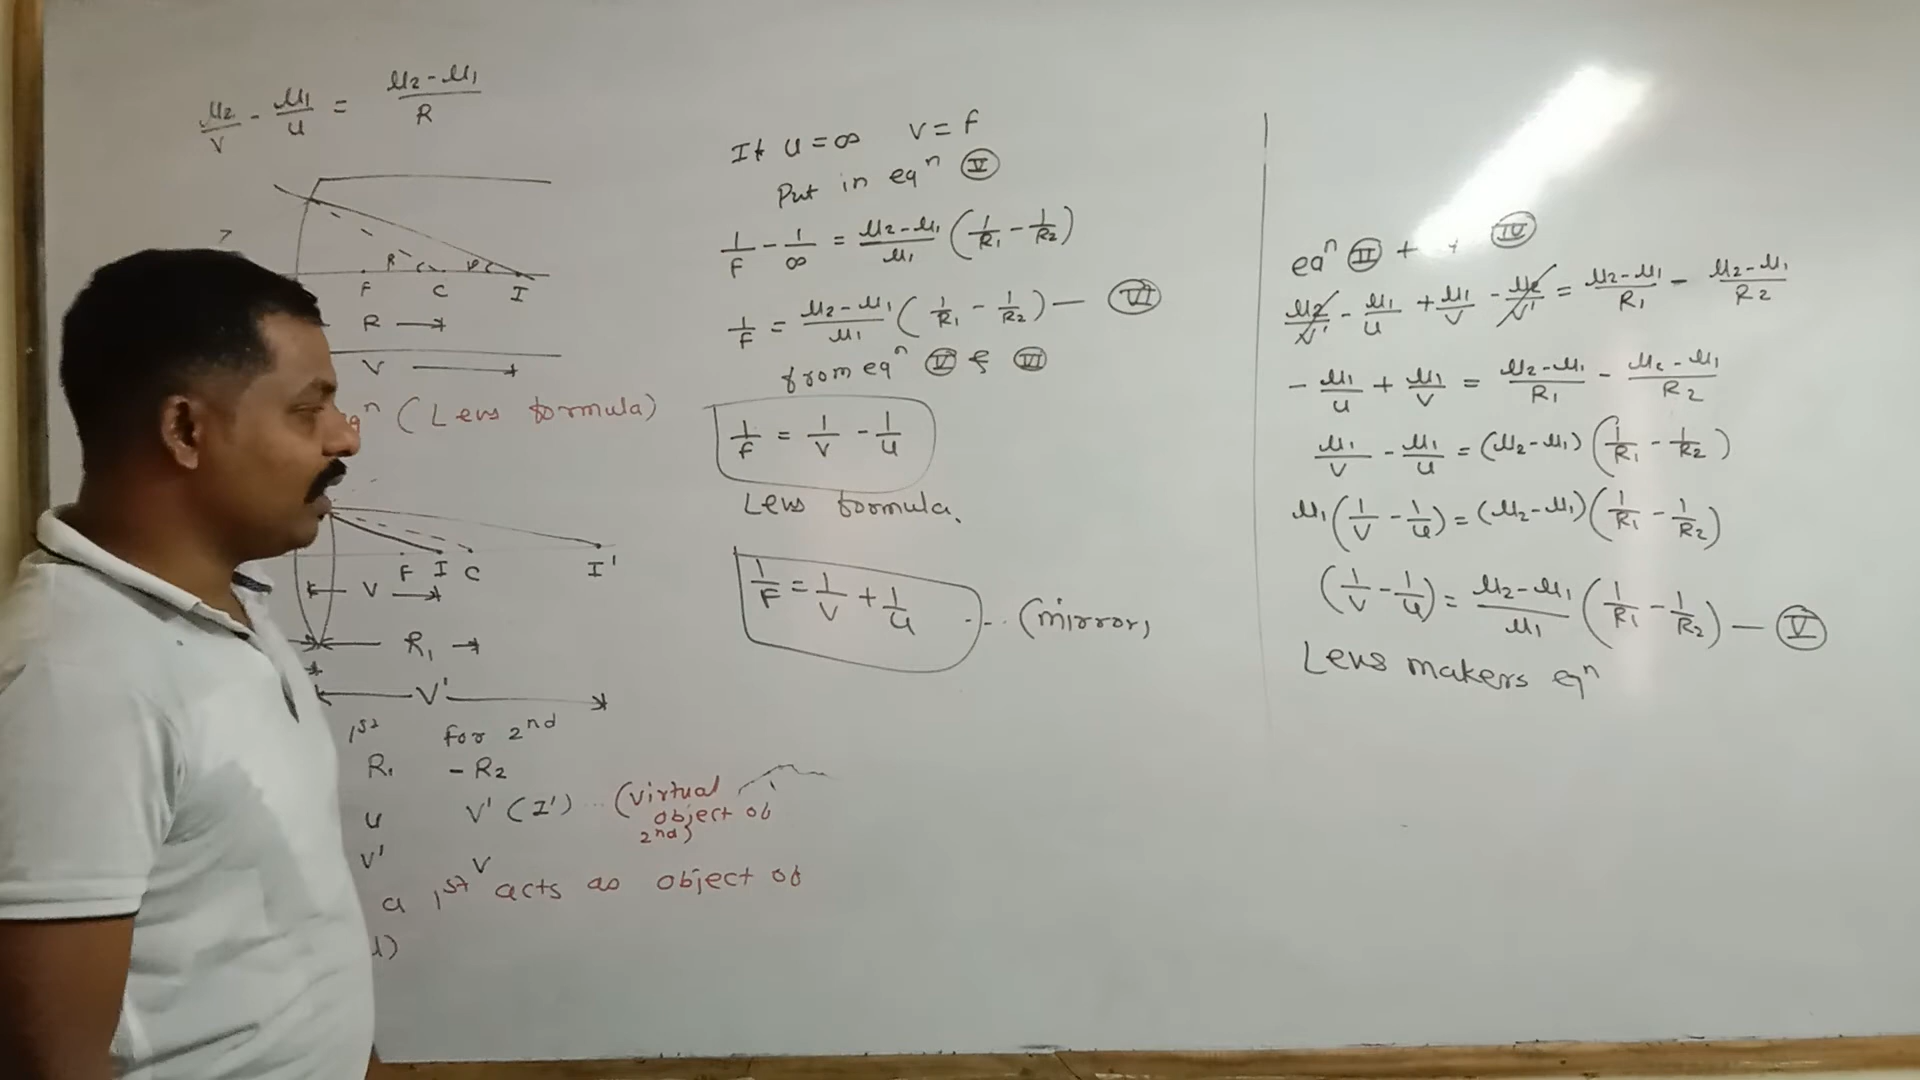 μ2/V - μ1/u = μ2-μ1/R
R
F C I
R
V
qn (Lens formula)
F I C I'
V
R1
V'
1st for 2nd
R1 - R2
u V' (I') .. (virtual
object of
2nd)
V' V
a 1st acts as object of
If u = ∞ V = f
Put in eqn V
1/F - 1/∞ = μ2-μ1/μ1 (1/R1 - 1/R2)
1/F = μ2-μ1/μ1 (1/R1 - 1/R2) — VI
from eqn V & VI
1/F = 1/V - 1/u
Lens formula.
1/F = 1/V + 1/u ... (mirror)
eqn II + IV
μ2/V' - μ1/u + μ1/V - μ2/V' = μ2-μ1/R1 - μ2-μ1/R2
- μ1/u + μ1/V = μ2-μ1/R1 - μ2-μ1/R2
μ1/V - μ1/u = (μ2-μ1) (1/R1 - 1/R2)
μ1 (1/V - 1/u) = (μ2-μ1) (1/R1 - 1/R2)
(1/V - 1/u) = μ2-μ1/μ1 (1/R1 - 1/R2) — V
Lens makers eqn